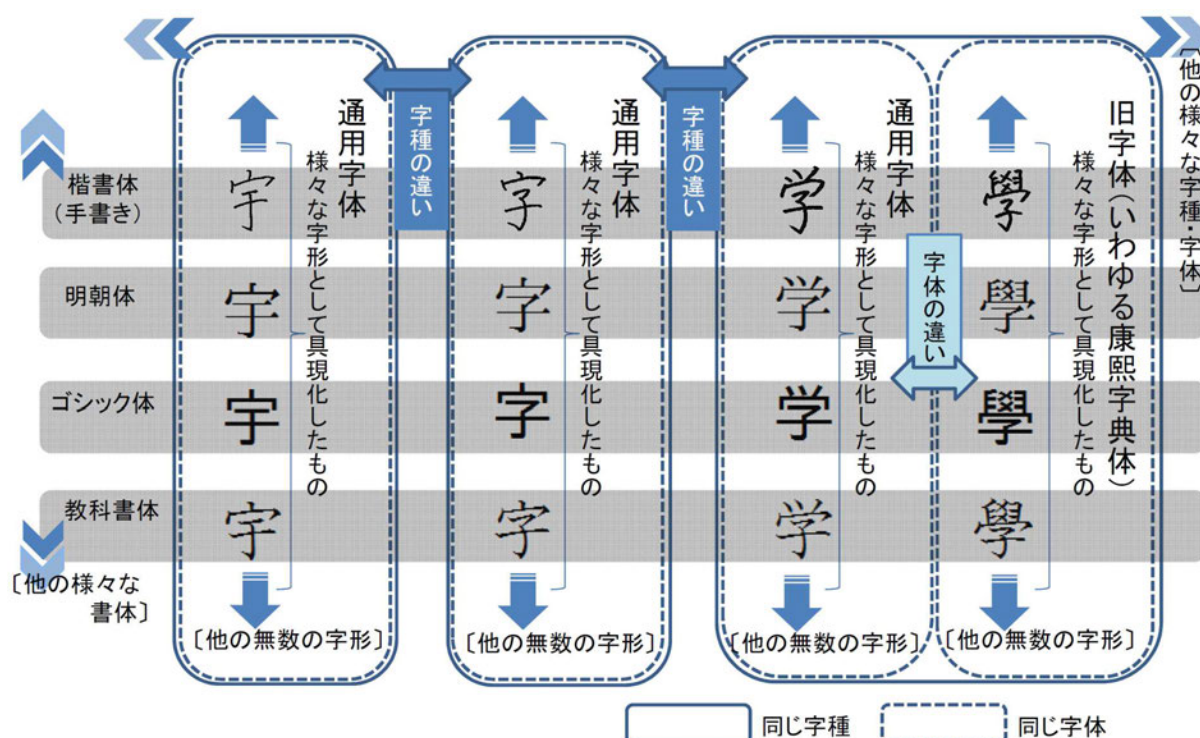 〔他の様々な字種・字体〕
通用字体
様々な字形として具現化したもの
字種の違い
通用字体
様々な字形として具現化したもの
字種の違い
通用字体
様々な字形として具現化したもの
字体の違い
旧字体(いわゆる康熙字典体)
様々な字形として具現化したもの
楷書体
(手書き)
宇 字 学 學
明朝体
宇 字 学 學
ゴシック体
宇 字 学 學
教科書体
宇 字 学 學
〔他の様々な
書体〕
〔他の無数の字形〕 〔他の無数の字形〕 〔他の無数の字形〕 〔他の無数の字形〕
同じ字種 同じ字体